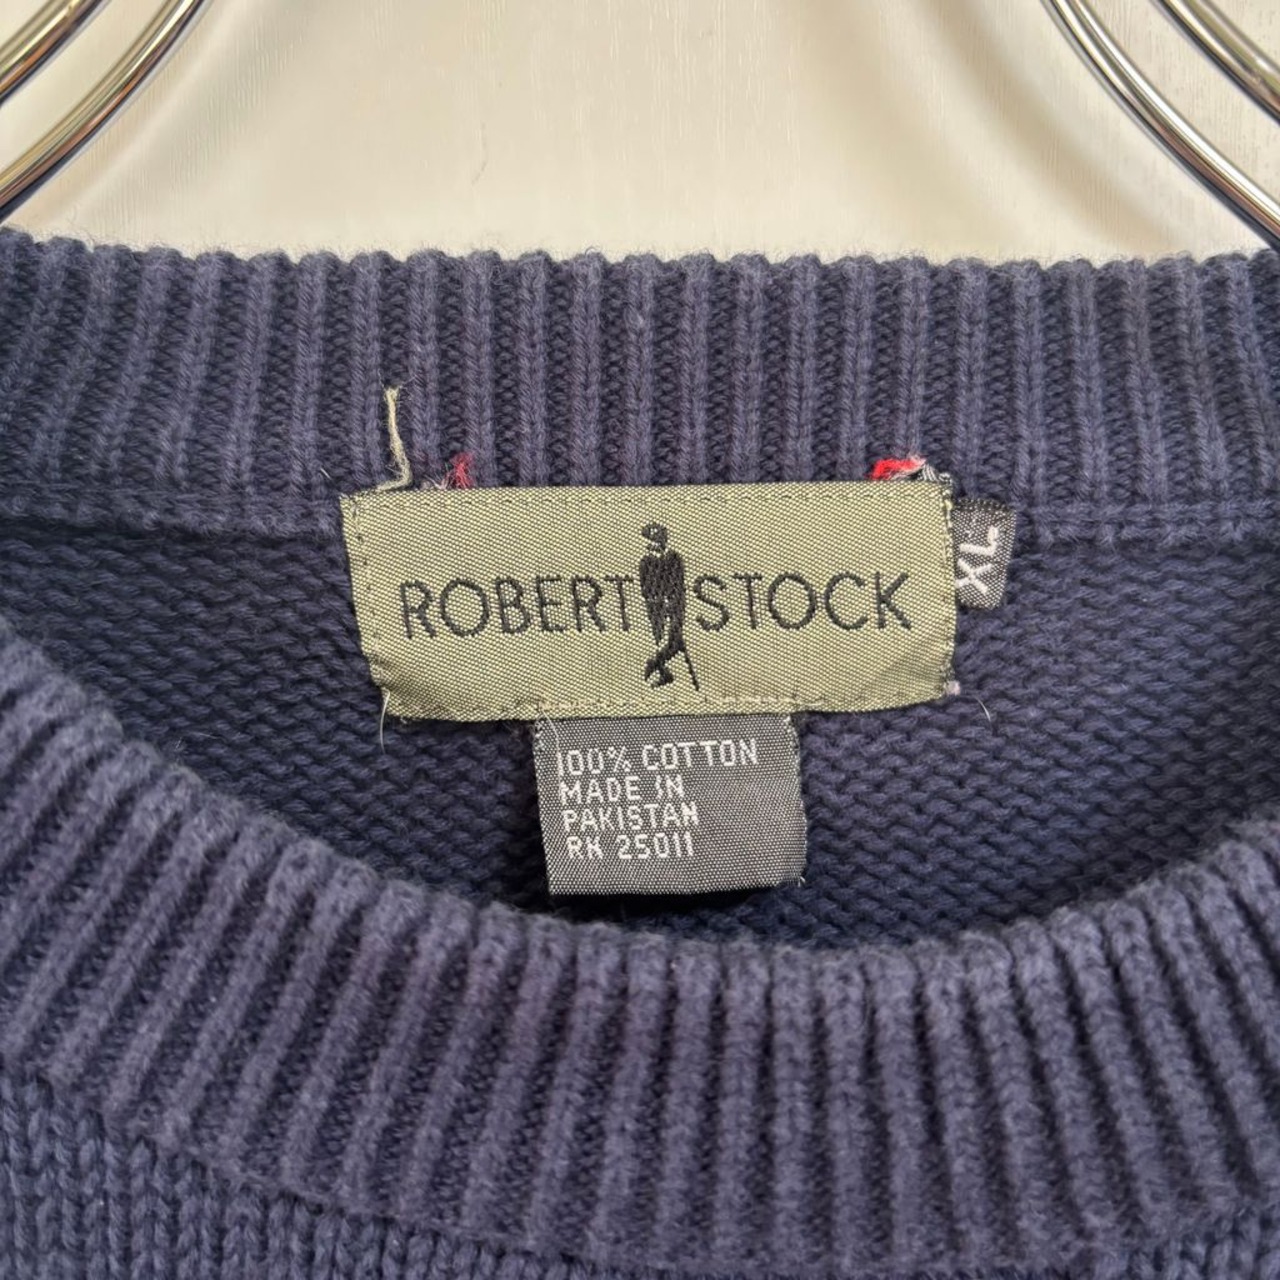 ROBERT STOCK
XL
100% COTTON
MADE IN
PAKISTAN
RN 25011